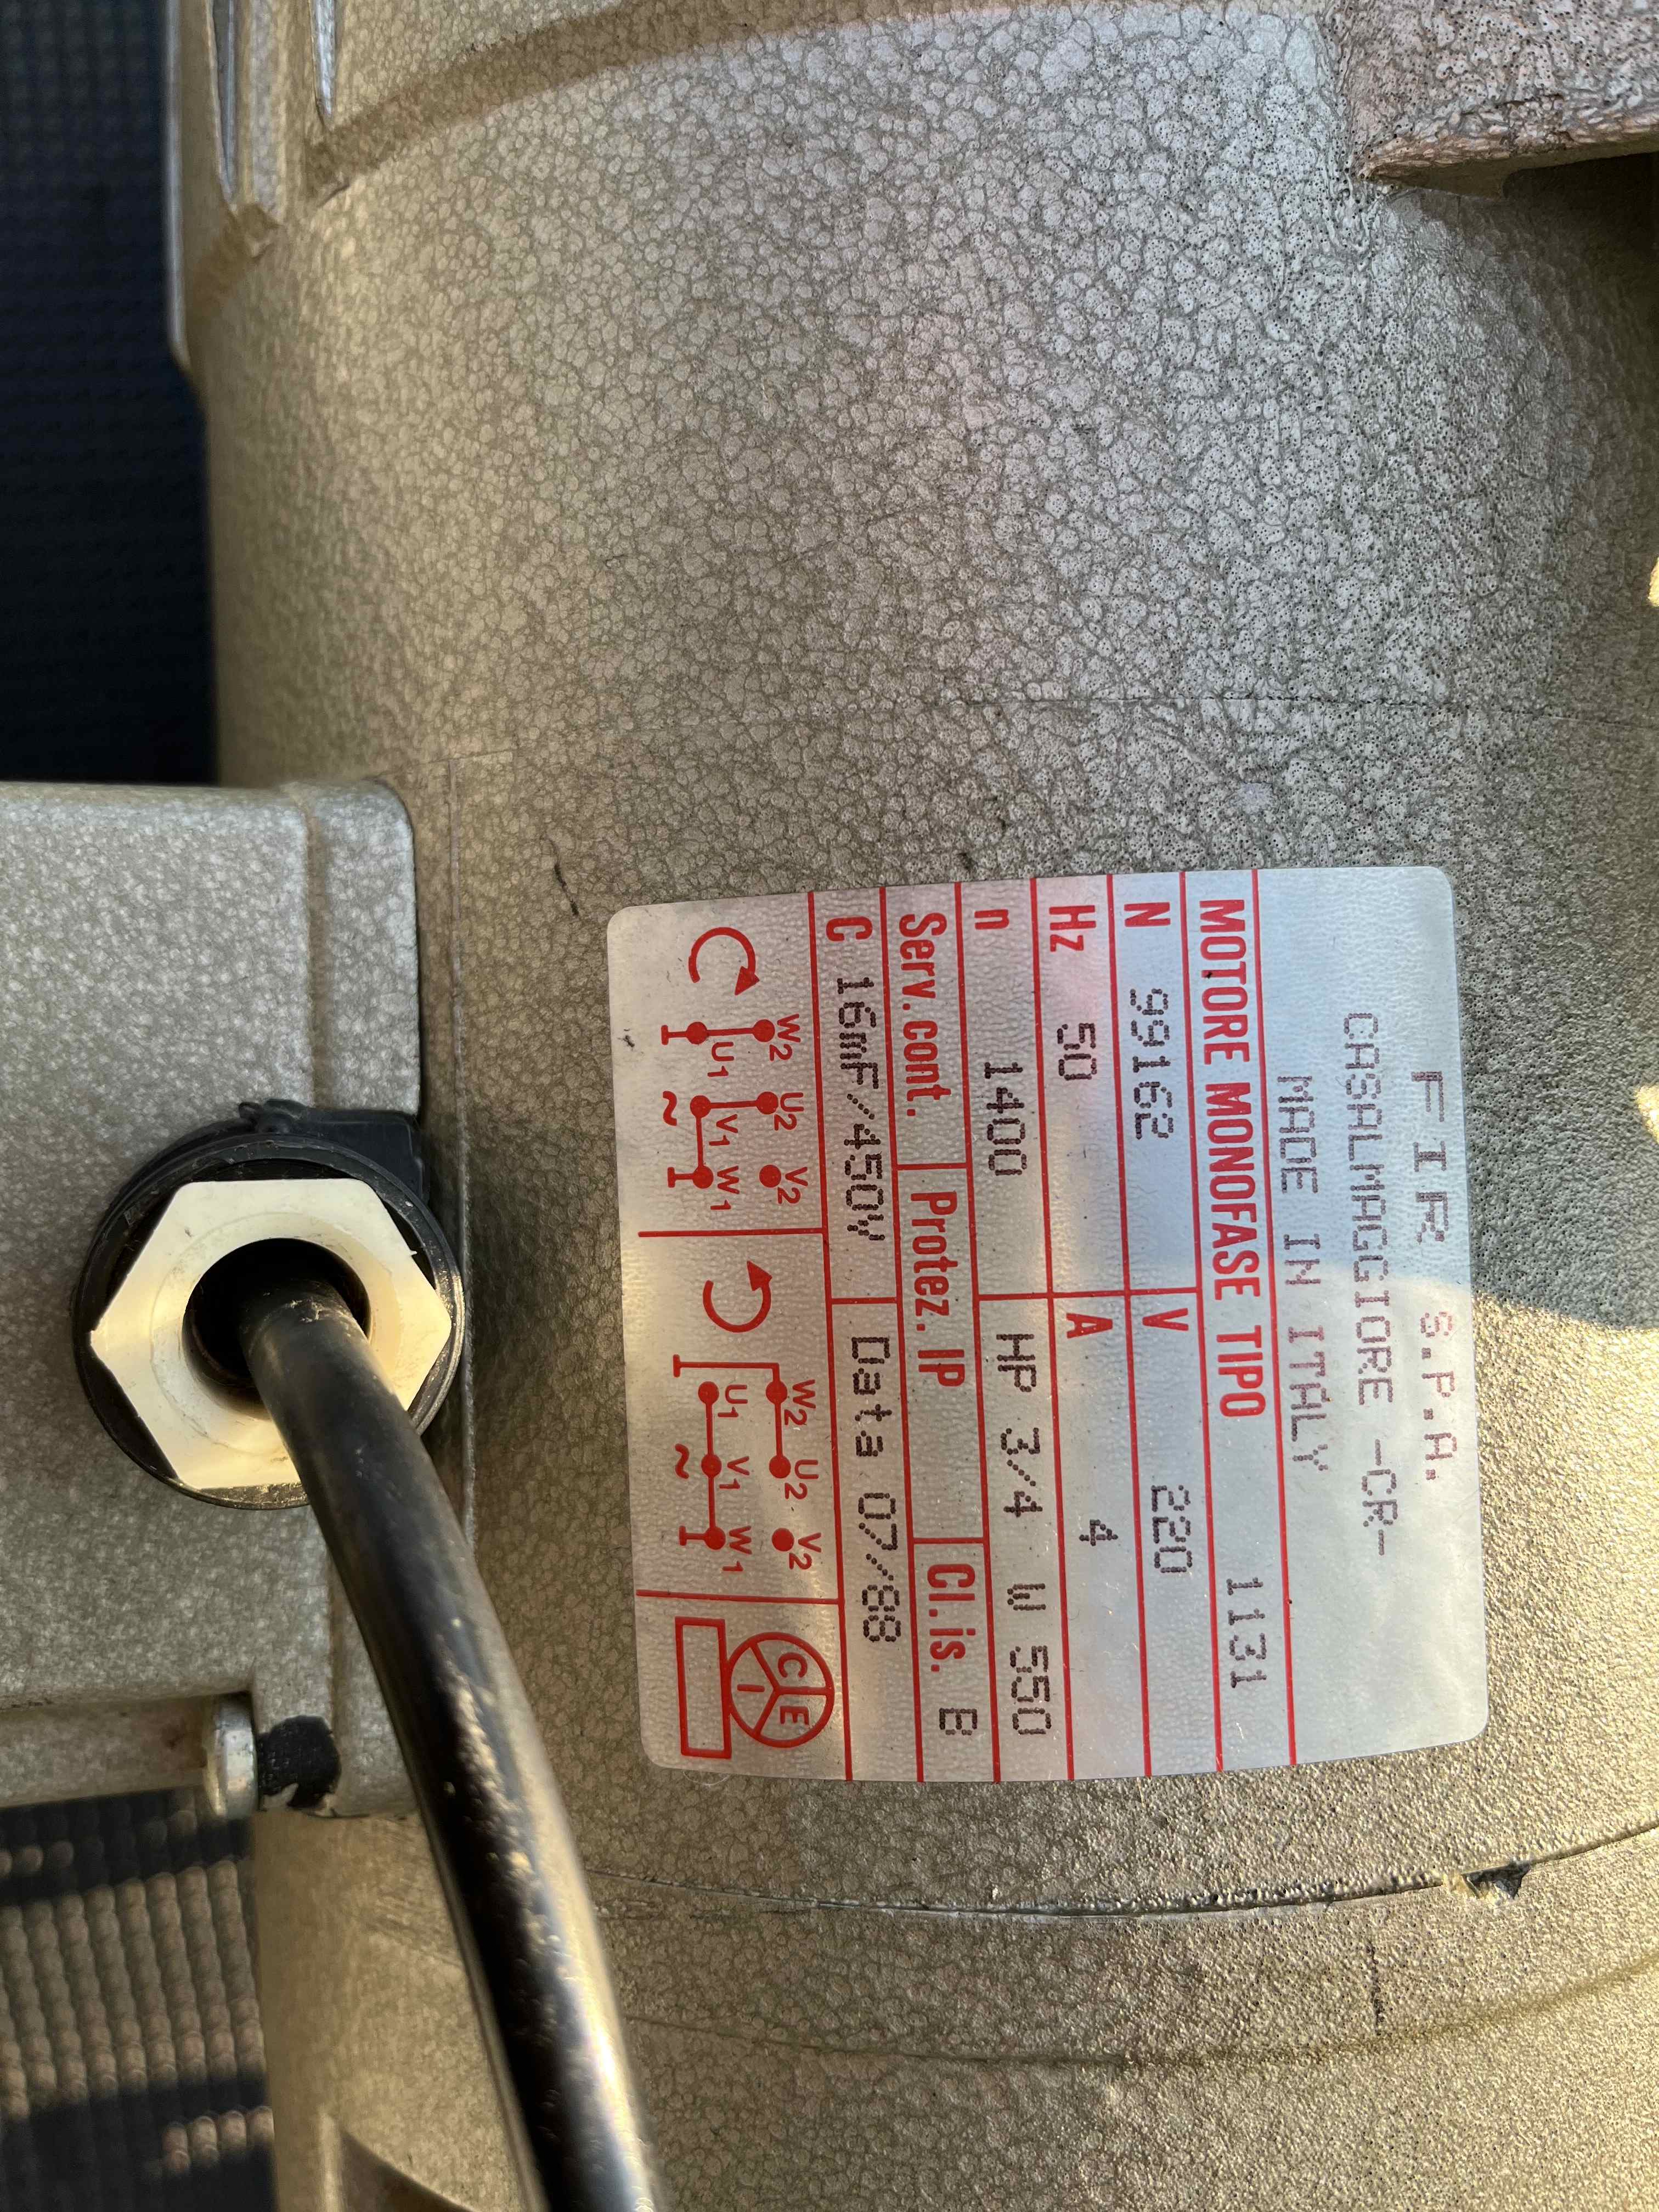 FIR S.P.A.
CASALMAGGIORE -CR-
MADE IN ITALY
MOTORE MONOFASE TIPO 1131
N 99162 V 220
Hz 50 A 4
n 1400 HP 3/4 W 550
Serv. cont. Protez. IP Cl. is. B
C 16mF/450V Data 07/88
W2 U2 V2 W2 U2 V2 C E I
U1 V1 W1 U1 V1 W1
~ ~